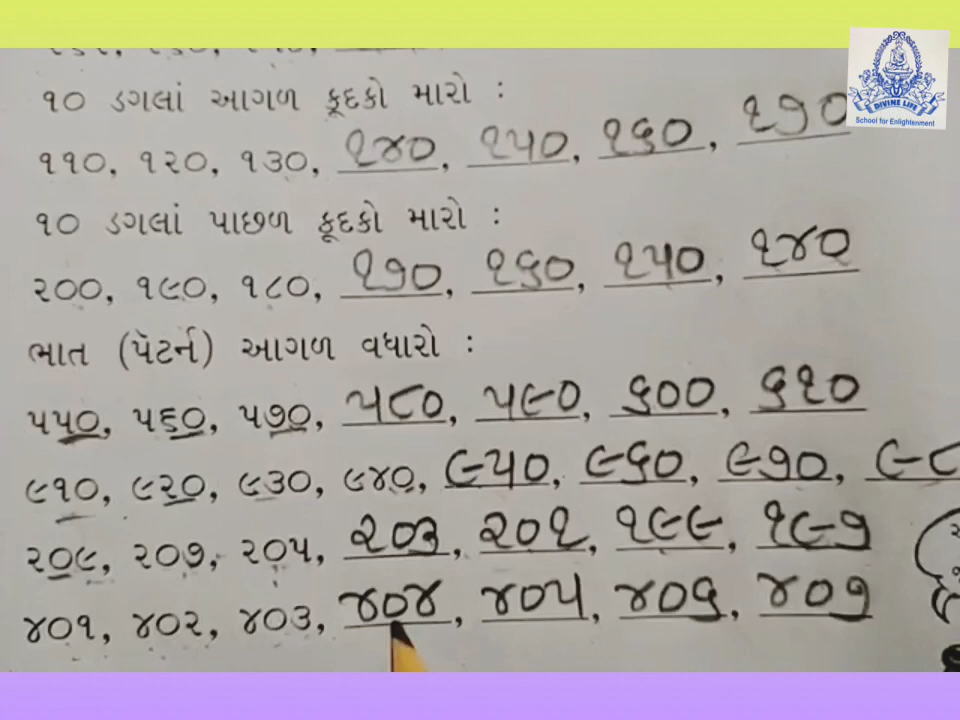 ૧૦ ડગલાં આગળ કૂદકો મારો :
૧૧૦, ૧૨૦, ૧૩૦, ૧૪૦, ૧૫૦, ૧૬૦, ૧૭૦
૧૦ ડગલાં પાછળ કૂદકો મારો :
૨૦૦, ૧૯૦, ૧૮૦, ૧૭૦, ૧૬૦, ૧૫૦, ૧૪૦
ભાત (પૅટર્ન) આગળ વધારો :
૫૫૦, ૫૬૦, ૫૭૦, ૫૮૦, ૫૯૦, ૬૦૦, ૬૧૦
૯૧૦, ૯૨૦, ૯૩૦, ૯૪૦, ૯૫૦, ૯૬૦, ૯૭૦, ૯૮
૨૦૯, ૨૦૭, ૨૦૫, ૨૦૩, ૨૦૧, ૧૯૯, ૧૯૭
૪૦૧, ૪૦૨, ૪૦૩, ૪૦૪, ૪૦૫, ૪૦૬, ૪૦૭
DIVINE LIFE
School for Enlightenment